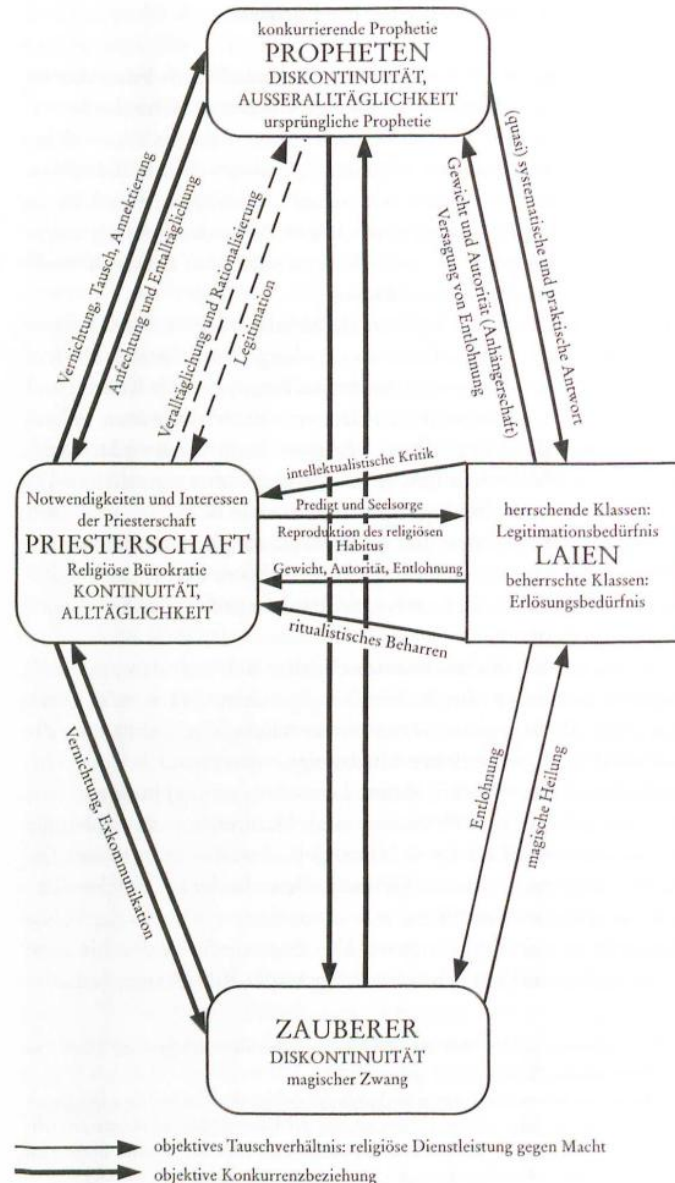 konkurrierende Prophetie
PROPHETEN
DISKONTINUITÄT,
AUSSERALLTÄGLICHKEIT
ursprüngliche Prophetie
Vernichtung, Tausch, Annektierung
Anfechtung und Entalltäglichung
Veralltäglichung und Rationalisierung
Legitimation
Gewicht und Autorität (Anhängerschaft)
Versagung von Entlohnung
(quasi) systematische und praktische Antwort
Notwendigkeiten und Interessen
der Priesterschaft
PRIESTERSCHAFT
Religiöse Bürokratie
KONTINUITÄT,
ALLTÄGLICHKEIT
intellektualistische Kritik
Predigt und Seelsorge
Reproduktion des religiösen
Habitus
Gewicht, Autorität, Entlohnung
ritualistisches Beharren
herrschende Klassen:
Legitimationsbedürfnis
LAIEN
beherrschte Klassen:
Erlösungsbedürfnis
Vernichtung, Exkommunikation
Entlohnung
magische Heilung
ZAUBERER
DISKONTINUITÄT
magischer Zwang
objektives Tauschverhältnis: religiöse Dienstleistung gegen Macht
objektive Konkurrenzbeziehung